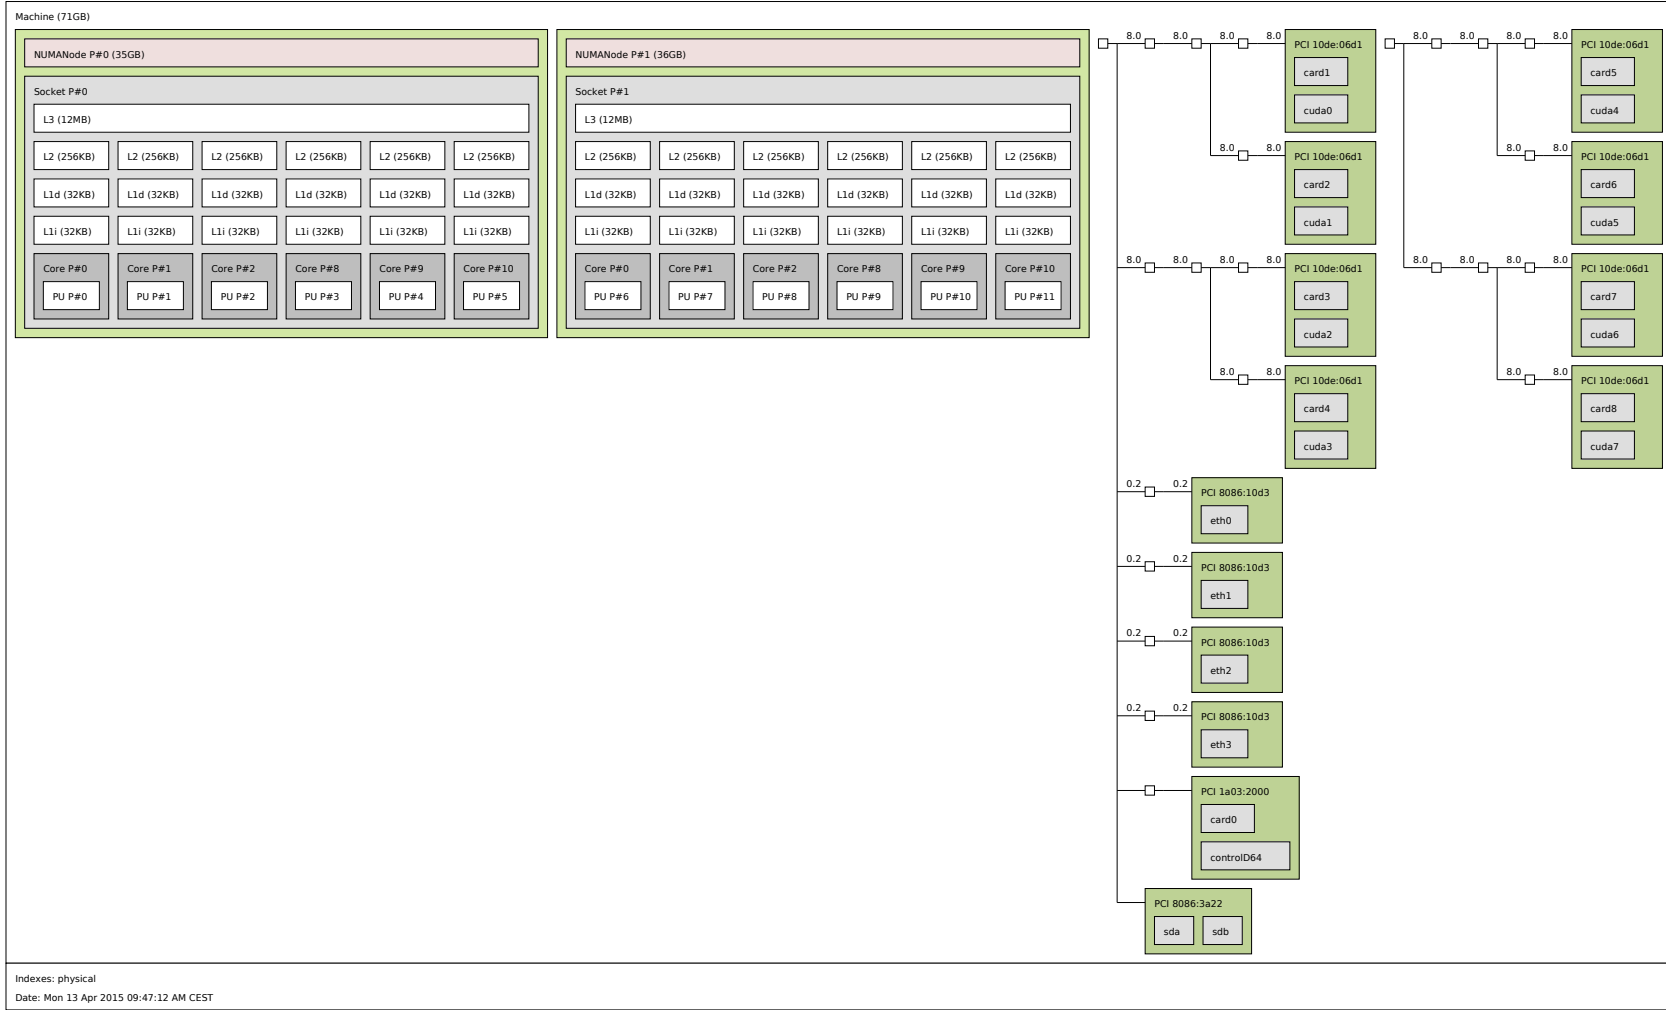 Machine (71GB)
NUMANode P#0 (35GB)
Socket P#0
L3 (12MB)
L2 (256KB) L2 (256KB) L2 (256KB) L2 (256KB) L2 (256KB) L2 (256KB)
L1d (32KB) L1d (32KB) L1d (32KB) L1d (32KB) L1d (32KB) L1d (32KB)
L1i (32KB) L1i (32KB) L1i (32KB) L1i (32KB) L1i (32KB) L1i (32KB)
Core P#0 Core P#1 Core P#2 Core P#8 Core P#9 Core P#10
PU P#0 PU P#1 PU P#2 PU P#3 PU P#4 PU P#5
NUMANode P#1 (36GB)
Socket P#1
L3 (12MB)
L2 (256KB) L2 (256KB) L2 (256KB) L2 (256KB) L2 (256KB) L2 (256KB)
L1d (32KB) L1d (32KB) L1d (32KB) L1d (32KB) L1d (32KB) L1d (32KB)
L1i (32KB) L1i (32KB) L1i (32KB) L1i (32KB) L1i (32KB) L1i (32KB)
Core P#0 Core P#1 Core P#2 Core P#8 Core P#9 Core P#10
PU P#6 PU P#7 PU P#8 PU P#9 PU P#10 PU P#11
8.0 8.0 8.0 8.0
PCI 10de:06d1
card1
cuda0
8.0 8.0
PCI 10de:06d1
card2
cuda1
8.0 8.0 8.0 8.0
PCI 10de:06d1
card3
cuda2
8.0 8.0
PCI 10de:06d1
card4
cuda3
0.2 0.2
PCI 8086:10d3
eth0
0.2 0.2
PCI 8086:10d3
eth1
0.2 0.2
PCI 8086:10d3
eth2
0.2 0.2
PCI 8086:10d3
eth3
PCI 1a03:2000
card0
controlD64
PCI 8086:3a22
sda sdb
8.0 8.0 8.0 8.0
PCI 10de:06d1
card5
cuda4
8.0 8.0
PCI 10de:06d1
card6
cuda5
8.0 8.0 8.0 8.0
PCI 10de:06d1
card7
cuda6
8.0 8.0
PCI 10de:06d1
card8
cuda7
Indexes: physical
Date: Mon 13 Apr 2015 09:47:12 AM CEST